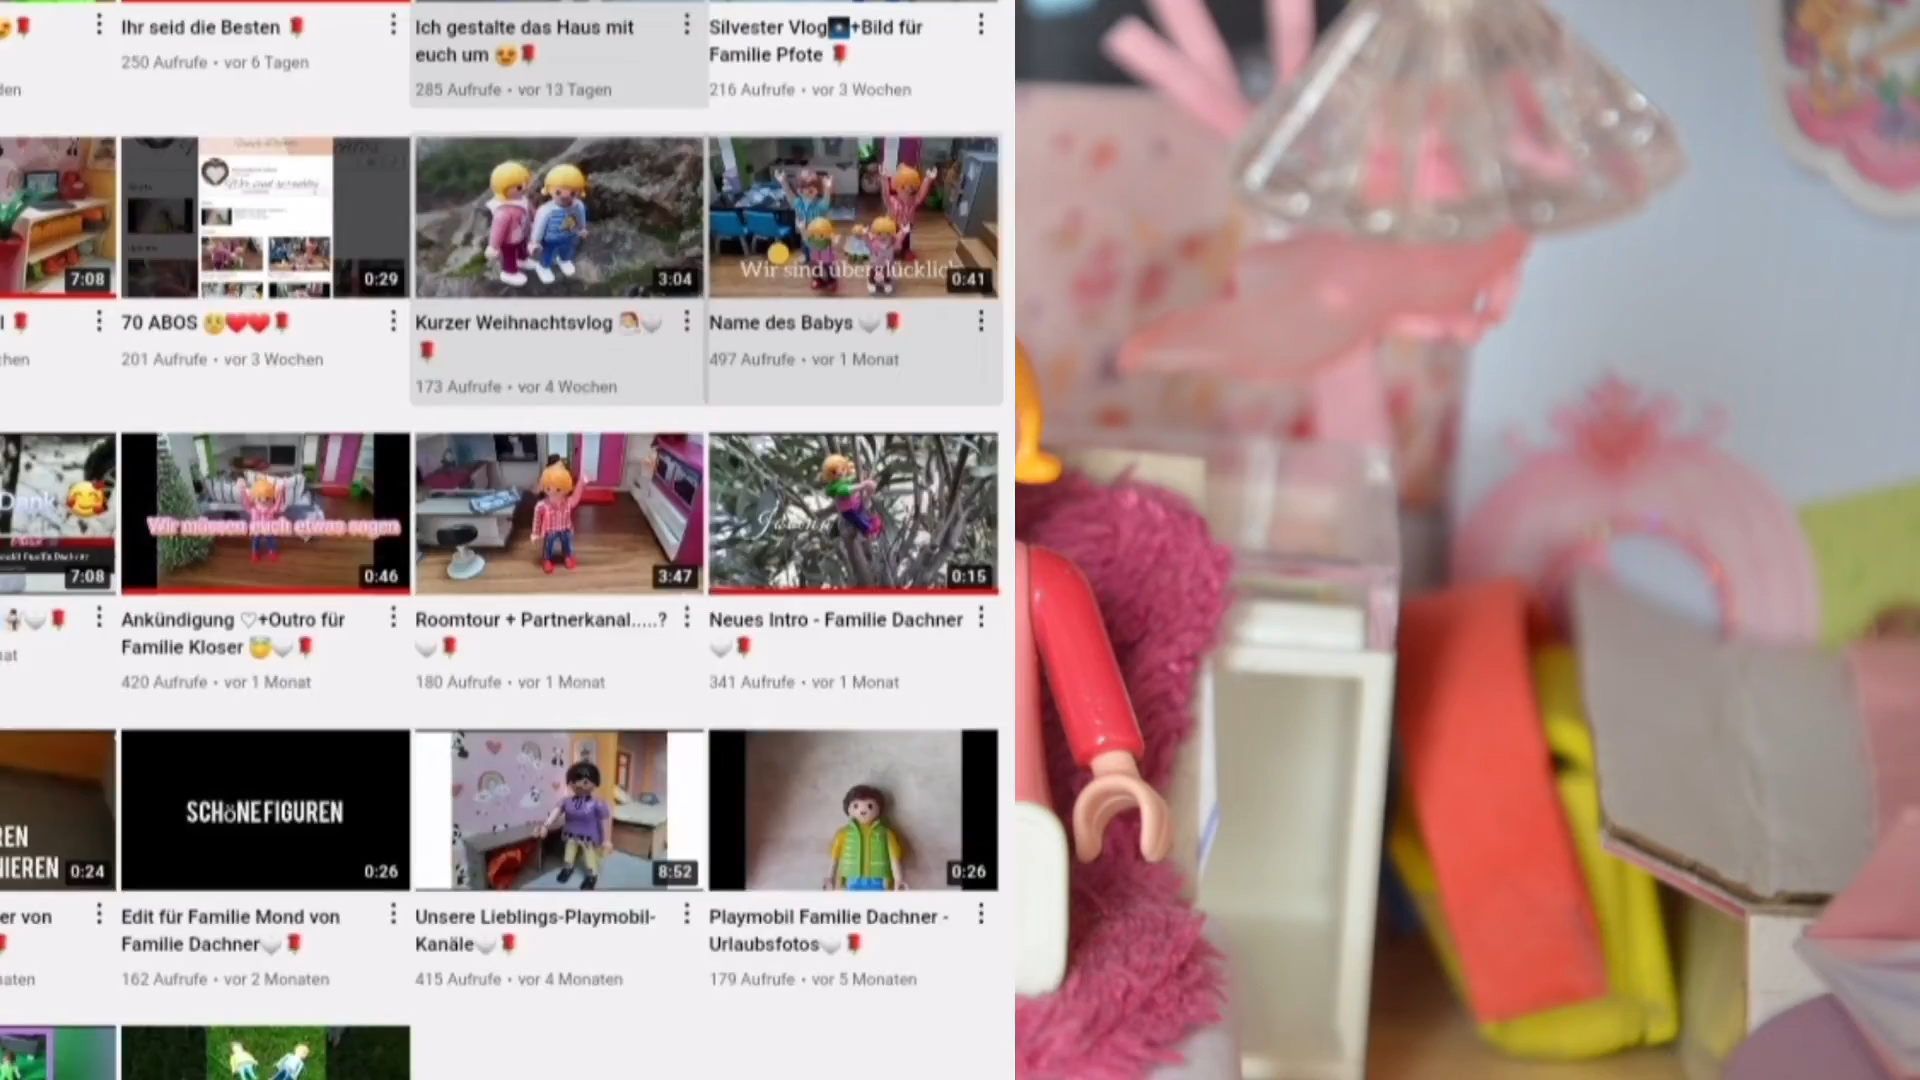 Ihr seid die Besten
Ich gestalte das Haus mit
euch um
Silvester Vlog +Bild für
Familie Pfote
250 Aufrufe • vor 6 Tagen
285 Aufrufe • vor 13 Tagen
216 Aufrufe • vor 3 Wochen
Wir sind überglücklich
7:08
0:29
3:04
0:41
70 ABOS
Kurzer Weihnachtsvlog
Name des Babys
201 Aufrufe • vor 3 Wochen
173 Aufrufe • vor 4 Wochen
497 Aufrufe • vor 1 Monat
Dank
Wir müssen euch etwas sagen
7:08
0:46
3:47
0:15
Ankündigung ♡+Outro für
Familie Kloser
Roomtour + Partnerkanal.....?
Neues Intro - Familie Dachner
420 Aufrufe • vor 1 Monat
180 Aufrufe • vor 1 Monat
341 Aufrufe • vor 1 Monat
SCHöNE FIGUREN
0:24
0:26
8:52
0:26
er von
Edit für Familie Mond von
Familie Dachner
Unsere Lieblings-Playmobil-
Kanäle
Playmobil Familie Dachner -
Urlaubsfotos
162 Aufrufe • vor 2 Monaten
415 Aufrufe • vor 4 Monaten
179 Aufrufe • vor 5 Monaten